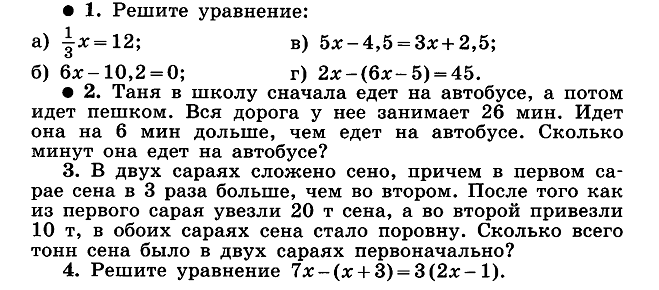 ● 1. Решите уравнение:
а) 1/3 x = 12; в) 5x − 4,5 = 3x + 2,5;
б) 6x − 10,2 = 0; г) 2x − (6x − 5) = 45.
● 2. Таня в школу сначала едет на автобусе, а потом
идет пешком. Вся дорога у нее занимает 26 мин. Идет
она на 6 мин дольше, чем едет на автобусе. Сколько
минут она едет на автобусе?
3. В двух сараях сложено сено, причем в первом са-
рае сена в 3 раза больше, чем во втором. После того как
из первого сарая увезли 20 т сена, а во второй привезли
10 т, в обоих сараях сена стало поровну. Сколько всего
тонн сена было в двух сараях первоначально?
4. Решите уравнение 7x − (x + 3) = 3(2x − 1).